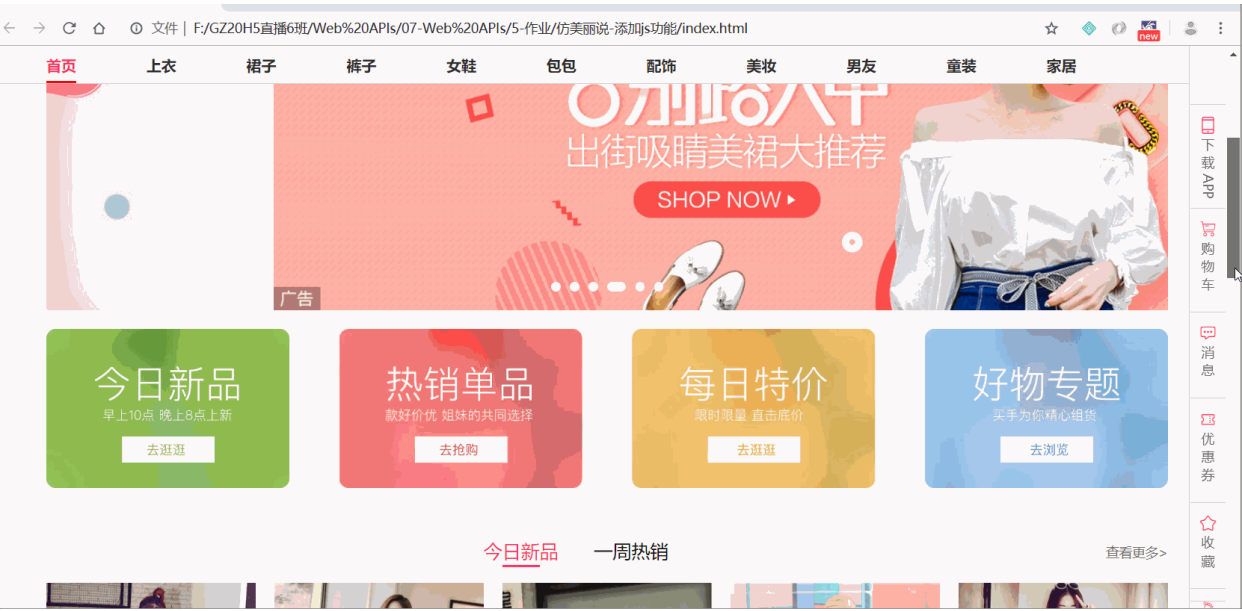 文件 | F:/GZ20H5直播6班/Web%20APIs/07-Web%20APIs/5-作业/仿美丽说-添加js功能/index.html
new
首页 上衣 裙子 裤子 女鞋 包包 配饰 美妆 男友 童装 家居
出街吸睛美裙大推荐
SHOP NOW
广告
今日新品
早上10点 晚上8点上新
去逛逛
热销单品
款好价优 姐妹的共同选择
去抢购
每日特价
限时限量 直击底价
去逛逛
好物专题
买手为你精心组货
去浏览
今日新品 一周热销 查看更多>
下载APP
购物车
消息
优惠券
收藏